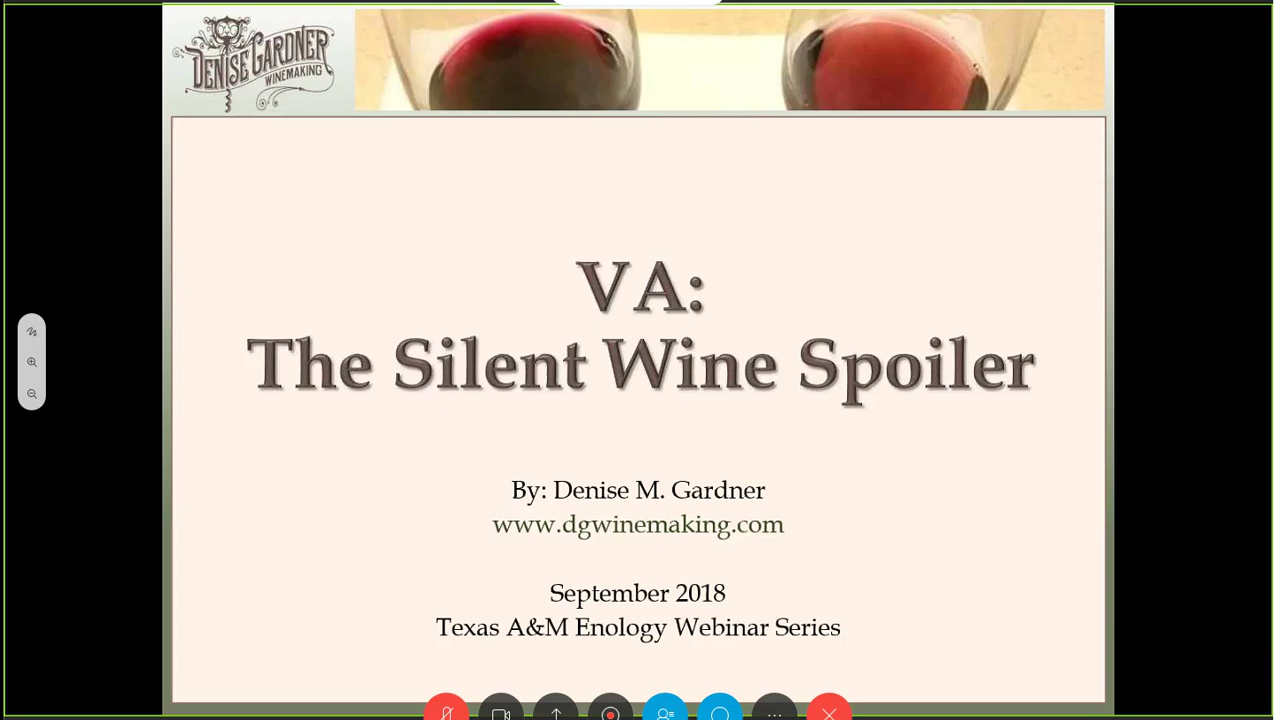 DENISE GARDNER
WINEMAKING
VA:
The Silent Wine Spoiler
By: Denise M. Gardner
www.dgwinemaking.com
September 2018
Texas A&M Enology Webinar Series